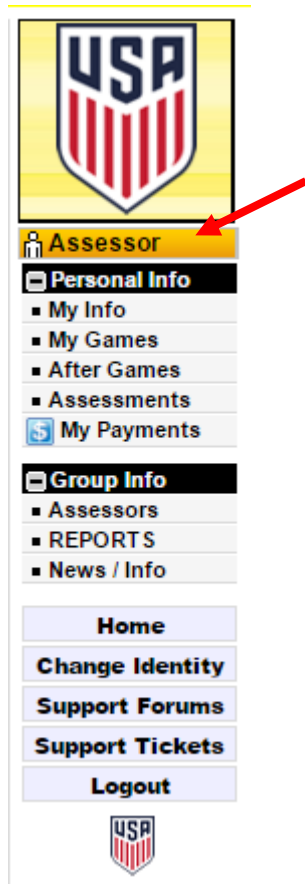 USA
Assessor
Personal Info
My Info
My Games
After Games
Assessments
$ My Payments
Group Info
Assessors
REPORTS
News / Info
Home
Change Identity
Support Forums
Support Tickets
Logout
USA